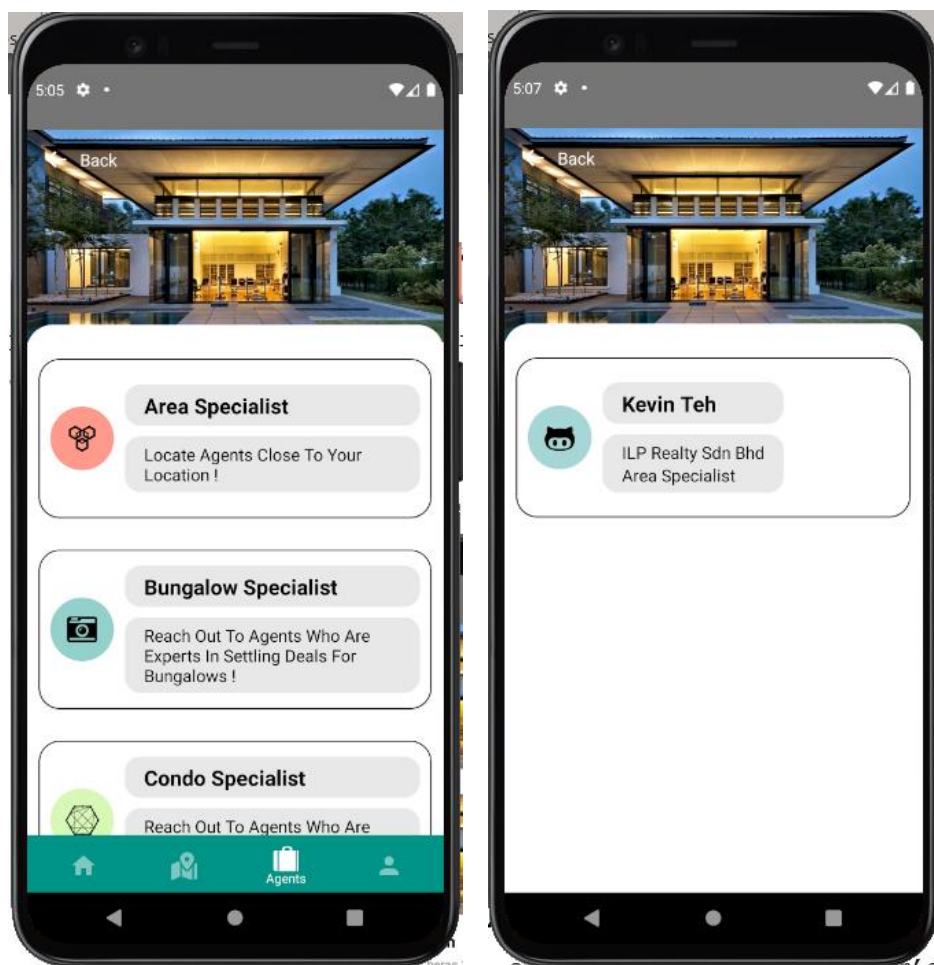 5:05
Back
Area Specialist
Locate Agents Close To Your
Location !
Bungalow Specialist
Reach Out To Agents Who Are
Experts In Settling Deals For
Bungalows !
Condo Specialist
Reach Out To Agents Who Are
Agents
5:07
Back
Kevin Teh
ILP Realty Sdn Bhd
Area Specialist